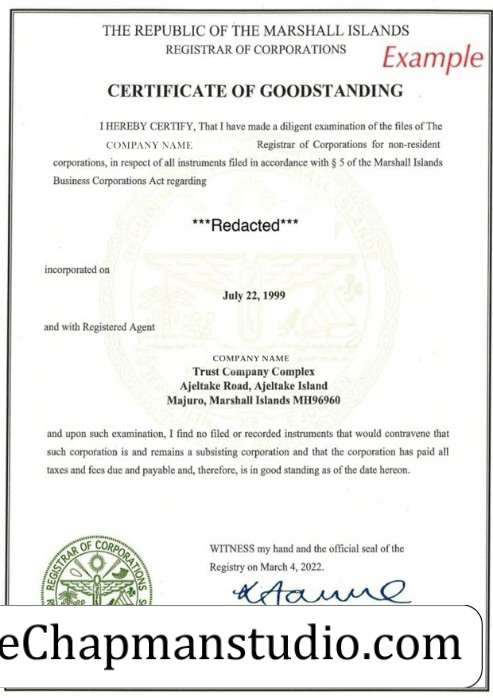 THE REPUBLIC OF THE MARSHALL ISLANDS
REGISTRAR OF CORPORATIONS
Example
CERTIFICATE OF GOODSTANDING
I HEREBY CERTIFY, That I have made a diligent examination of the files of The
COMPANY NAME Registrar of Corporations for non-resident
corporations, in respect of all instruments filed in accordance with § 5 of the Marshall Islands
Business Corporations Act regarding
***Redacted***
incorporated on
July 22, 1999
and with Registered Agent
COMPANY NAME
Trust Company Complex
Ajeltake Road, Ajeltake Island
Majuro, Marshall Islands MH96960
and upon such examination, I find no filed or recorded instruments that would contravene that
such corporation is and remains a subsisting corporation and that the corporation has paid all
taxes and fees due and payable and, therefore, is in good standing as of the date hereon.
REGISTRAR OF CORPORATIONS
WITNESS my hand and the official seal of the
Registry on March 4, 2022.
eChapmanstudio.com